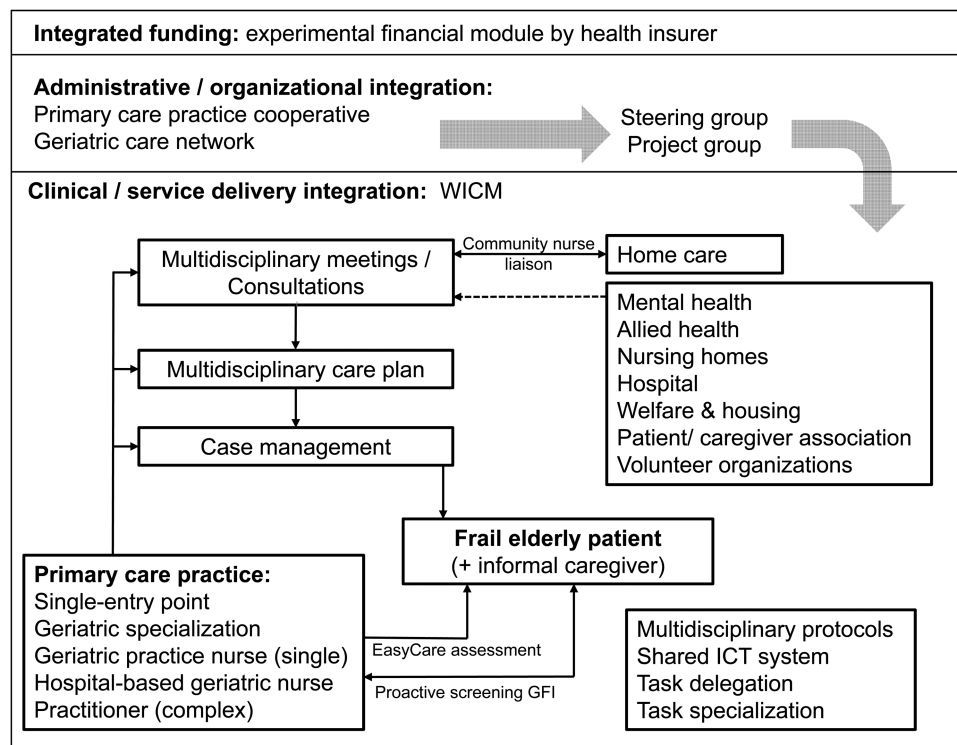 Integrated funding: experimental financial module by health insurer
Administrative / organizational integration:
Primary care practice cooperative
Geriatric care network
Steering group
Project group
Clinical / service delivery integration: WICM
Multidisciplinary meetings /
Consultations
Community nurse
liaison
Home care
Mental health
Allied health
Nursing homes
Hospital
Welfare & housing
Patient/ caregiver association
Volunteer organizations
Multidisciplinary care plan
Case management
Frail elderly patient
(+ informal caregiver)
Primary care practice:
Single-entry point
Geriatric specialization
Geriatric practice nurse (single)
Hospital-based geriatric nurse
Practitioner (complex)
EasyCare assessment
Proactive screening GFI
Multidisciplinary protocols
Shared ICT system
Task delegation
Task specialization